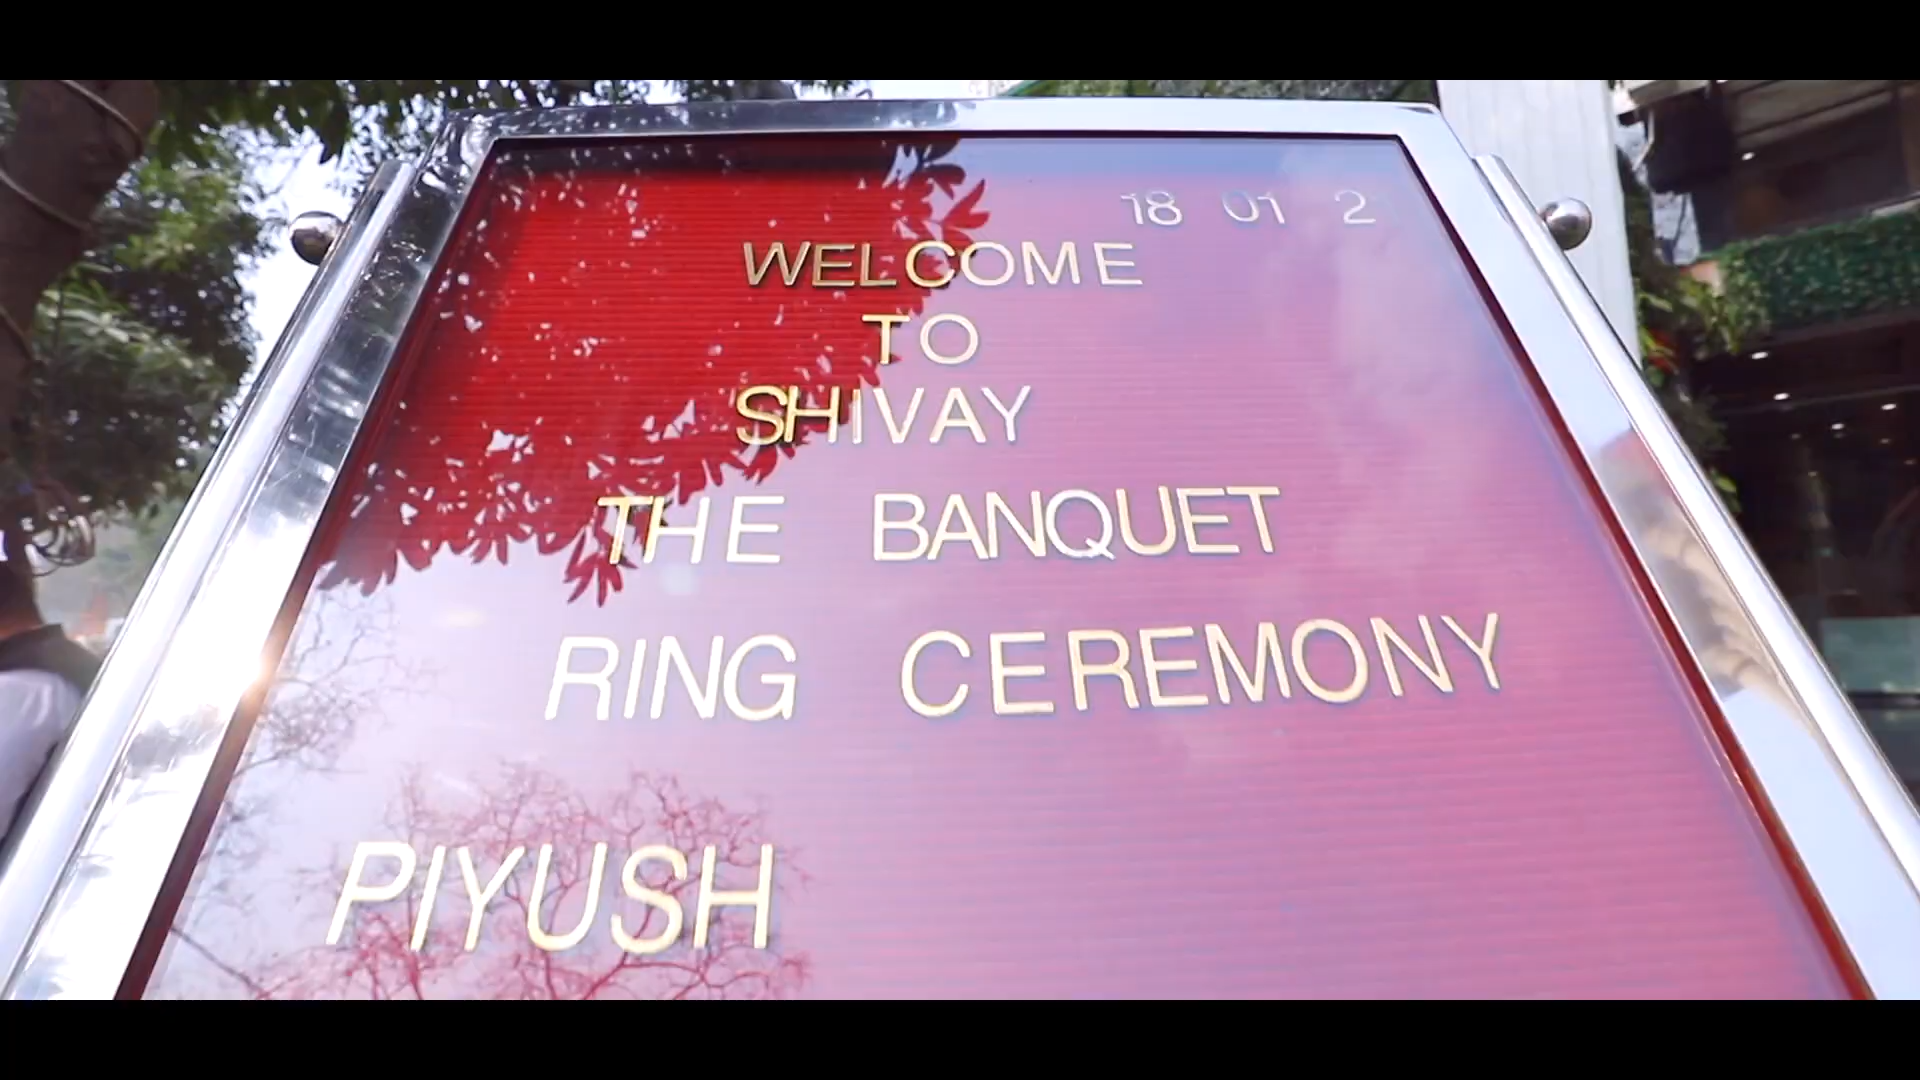 18 01 2
WELCOME
TO
SHIVAY
THE BANQUET
RING CEREMONY
PIYUSH